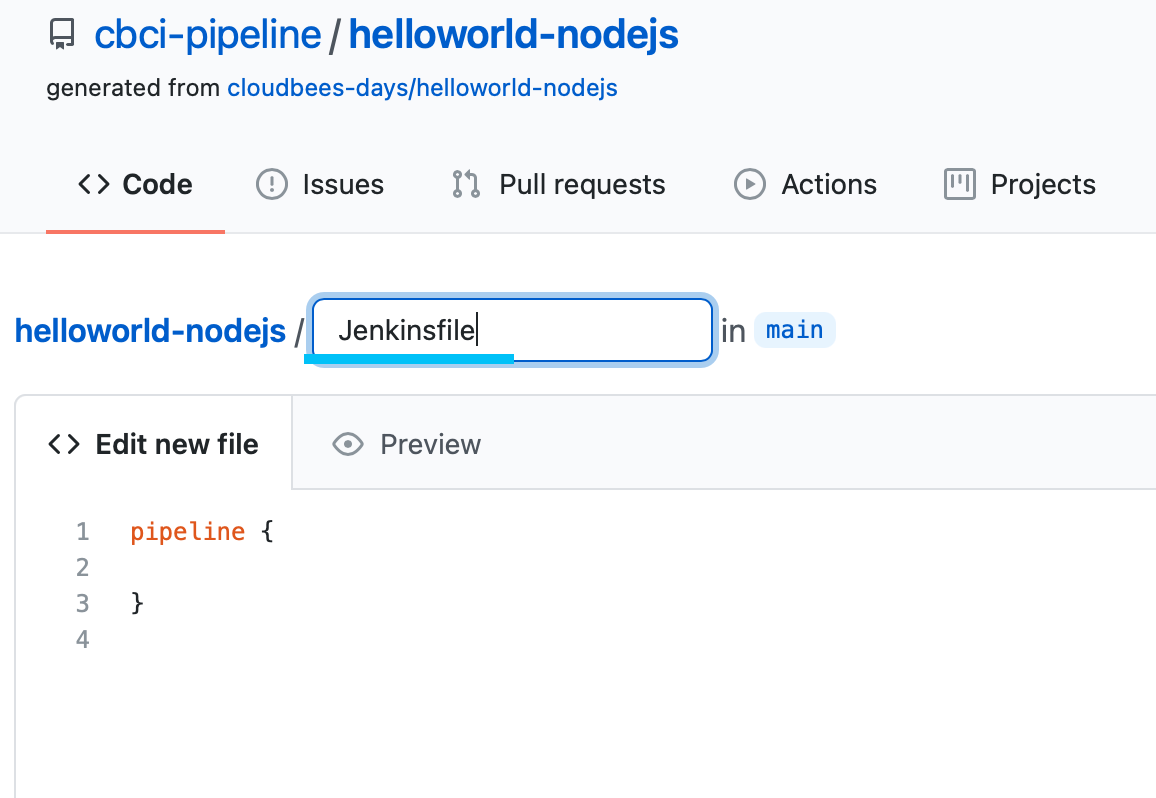 cbci-pipeline / helloworld-nodejs
generated from cloudbees-days/helloworld-nodejs
<> Code Issues Pull requests Actions Projects
helloworld-nodejs / Jenkinsfile in main
<> Edit new file Preview
1 pipeline {
2
3 }
4